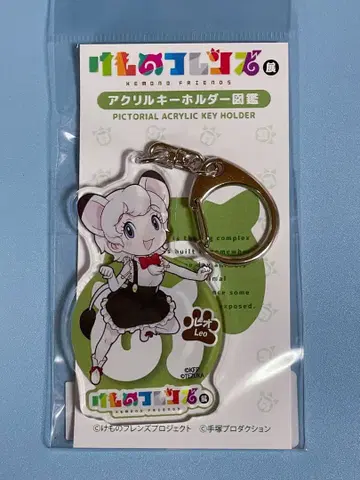 けものフレンズ展
KEMONO FRIENDS
アクリルキーホルダー図鑑
PICTORIAL ACRYLIC KEY HOLDER
complex
built
somewhere
some
exposed.
レオ
Leo
©KFP
©TEZUKA
けものフレンズ展
KEMONO FRIENDS
©けものフレンズプロジェクト ©手塚プロダクション